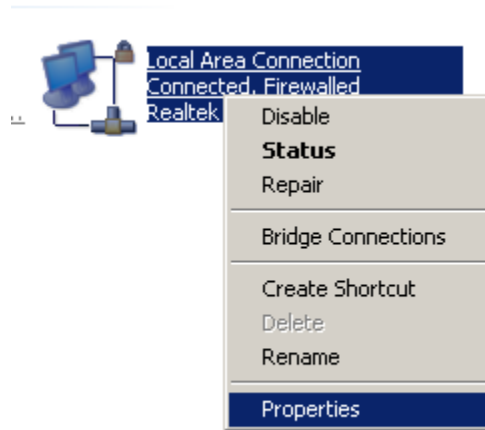 Local Area Connection
Connected, Firewalled
Realtek
Disable
Status
Repair
Bridge Connections
Create Shortcut
Delete
Rename
Properties